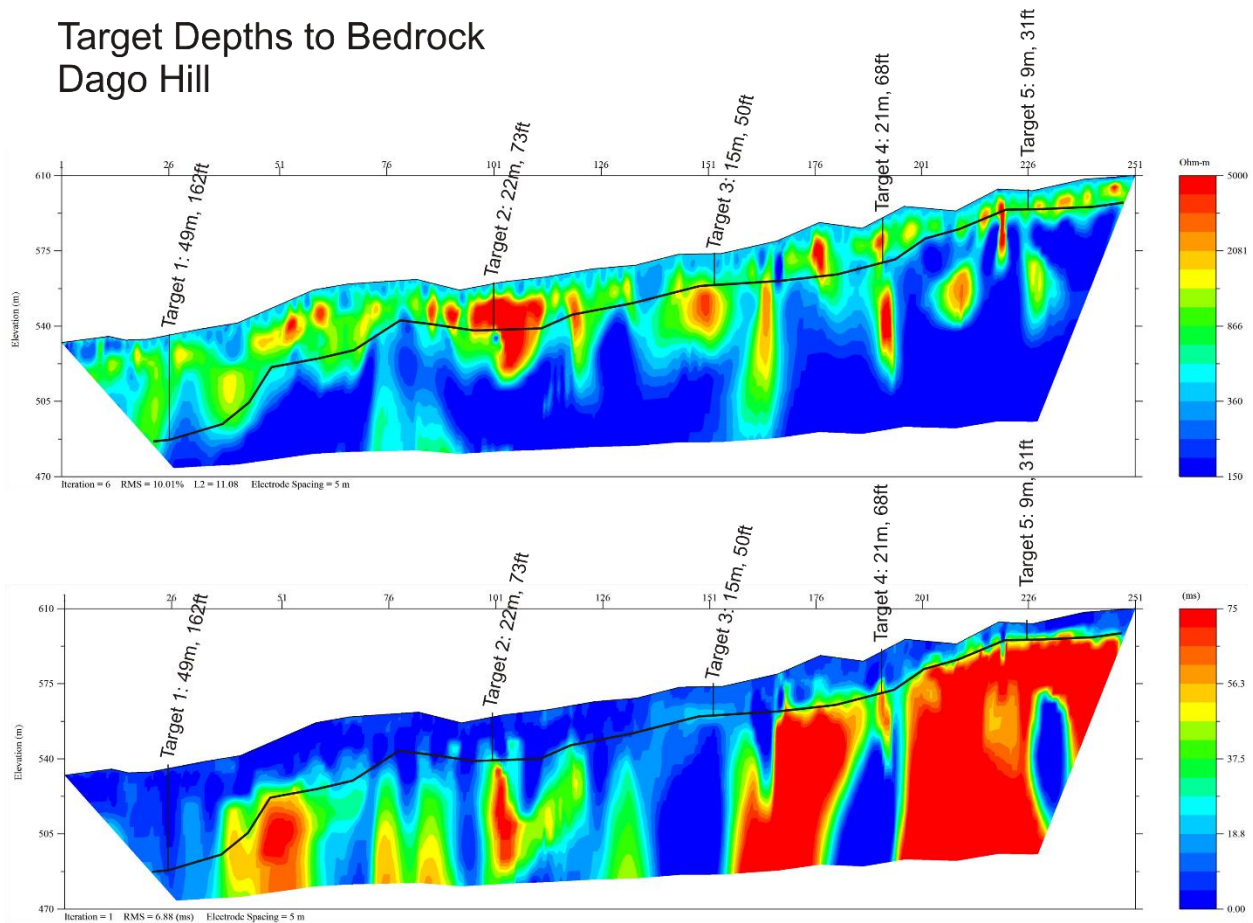 Target Depths to Bedrock
Dago Hill
Target 1: 49m, 162ft
Target 2: 22m, 73ft
Target 3: 15m, 50ft
Target 4: 21m, 68ft
Target 5: 9m, 31ft
1 26 51 76 101 126 151 176 201 226 251
Ohm-m
610
575
540
505
470
Elevation (m)
5000
2081
866
360
150
Iteration = 6 RMS = 10.01% L2 = 11.08 Electrode Spacing = 5 m
Target 1: 49m, 162ft
Target 2: 22m, 73ft
Target 3: 15m, 50ft
Target 4: 21m, 68ft
Target 5: 9m, 31ft
1 26 51 76 101 126 151 176 201 226 251
(ms)
610
575
540
505
470
Elevation (m)
75
56.3
37.5
18.8
0.00
Iteration = 1 RMS = 6.88 (ms) Electrode Spacing = 5 m